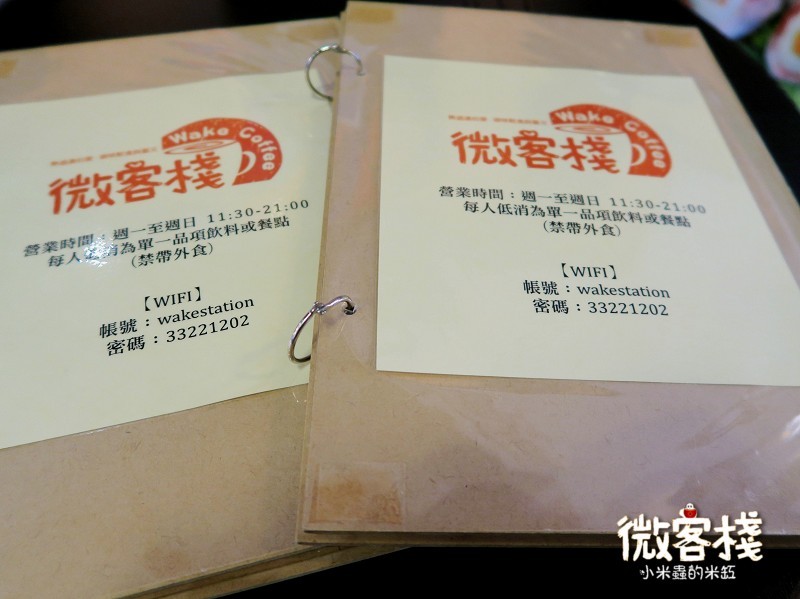 Wake Coffee
微客棧
營業時間：週一至週日 11:30-21:00
每人低消為單一品項飲料或餐點
(禁帶外食)
【WIFI】
帳號：wakestation
密碼：33221202
Wake Coffee
微客棧
營業時間：週一至週日 11:30-21:00
每人低消為單一品項飲料或餐點
(禁帶外食)
【WIFI】
帳號：wakestation
密碼：33221202
微客棧
小米蟲的米缸